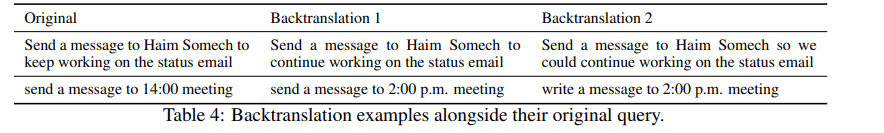 Original Backtranslation 1 Backtranslation 2
Send a message to Haim Somech to Send a message to Haim Somech to Send a message to Haim Somech so we
keep working on the status email continue working on the status email could continue working on the status email
send a message to 14:00 meeting send a message to 2:00 p.m. meeting write a message to 2:00 p.m. meeting
Table 4: Backtranslation examples alongside their original query.